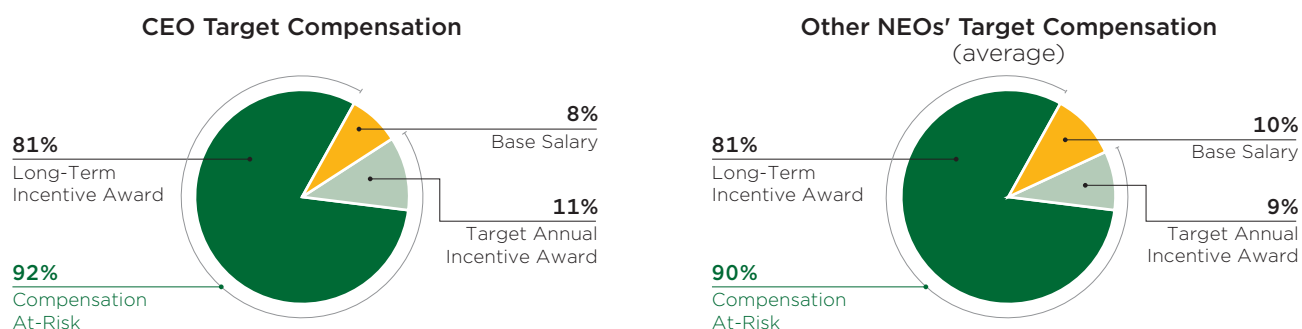 CEO Target Compensation
81%
Long-Term
Incentive Award
92%
Compensation
At-Risk
8%
Base Salary
11%
Target Annual
Incentive Award
Other NEOs' Target Compensation
(average)
81%
Long-Term
Incentive Award
90%
Compensation
At-Risk
10%
Base Salary
9%
Target Annual
Incentive Award